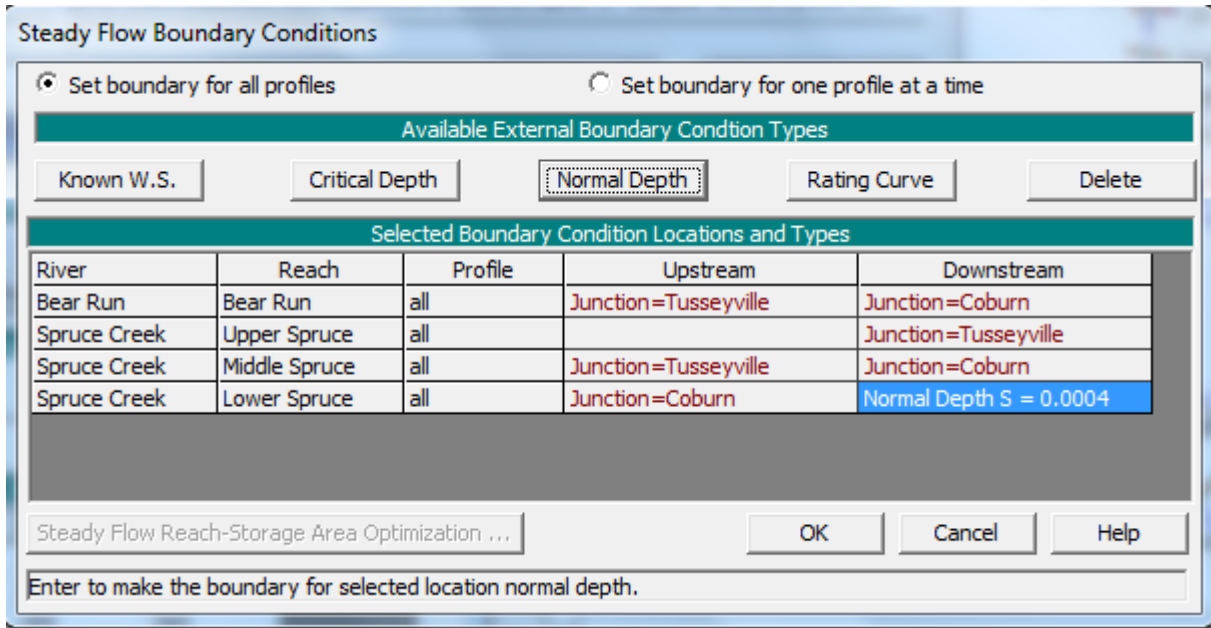 Steady Flow Boundary Conditions
Set boundary for all profiles Set boundary for one profile at a time
Available External Boundary Condtion Types
Known W.S. Critical Depth Normal Depth Rating Curve Delete
Selected Boundary Condition Locations and Types
River Reach Profile Upstream Downstream
Bear Run Bear Run all Junction=Tusseyville Junction=Coburn
Spruce Creek Upper Spruce all Junction=Tusseyville
Spruce Creek Middle Spruce all Junction=Tusseyville Junction=Coburn
Spruce Creek Lower Spruce all Junction=Coburn Normal Depth S = 0.0004
Steady Flow Reach-Storage Area Optimization ... OK Cancel Help
Enter to make the boundary for selected location normal depth.